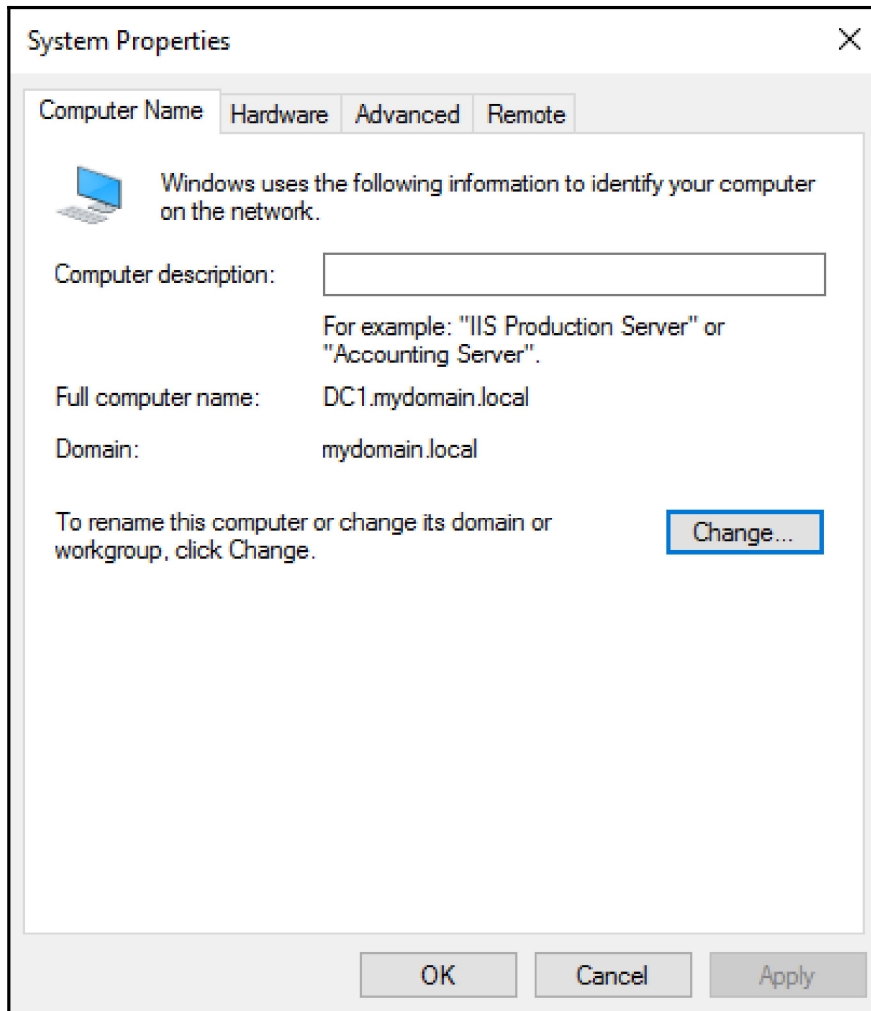 System Properties
Computer Name Hardware Advanced Remote
Windows uses the following information to identify your computer
on the network.
Computer description:
For example: "IIS Production Server" or
"Accounting Server".
Full computer name: DC1.mydomain.local
Domain: mydomain.local
To rename this computer or change its domain or
workgroup, click Change.
Change...
OK Cancel Apply